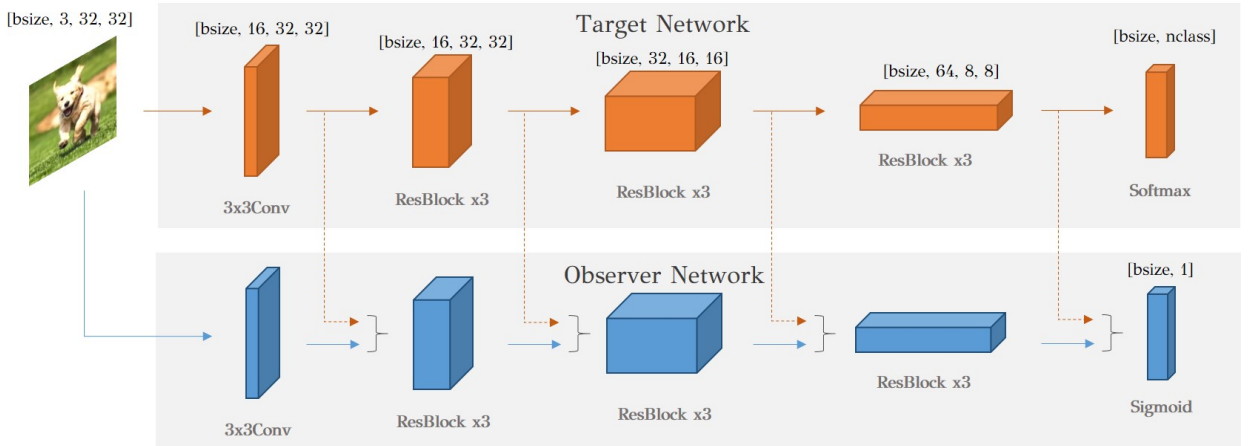 [bsize, 3, 32, 32]
Target Network
[bsize, 16, 32, 32]
[bsize, 16, 32, 32]
[bsize, 32, 16, 16]
[bsize, 64, 8, 8]
[bsize, nclass]
3x3Conv
ResBlock x3
ResBlock x3
ResBlock x3
Softmax
Observer Network
[bsize, 1]
3x3Conv
ResBlock x3
ResBlock x3
ResBlock x3
Sigmoid